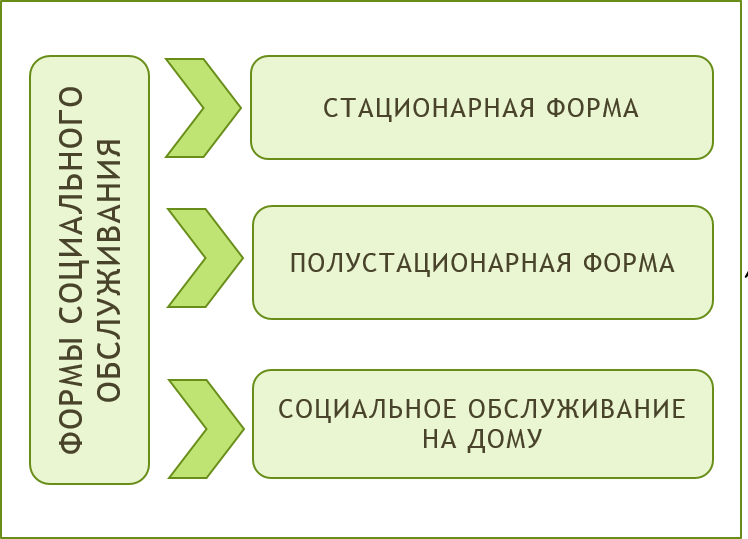 ФОРМЫ СОЦИАЛЬНОГО
ОБСЛУЖИВАНИЯ
СТАЦИОНАРНАЯ ФОРМА
ПОЛУСТАЦИОНАРНАЯ ФОРМА
СОЦИАЛЬНОЕ ОБСЛУЖИВАНИЕ
НА ДОМУ